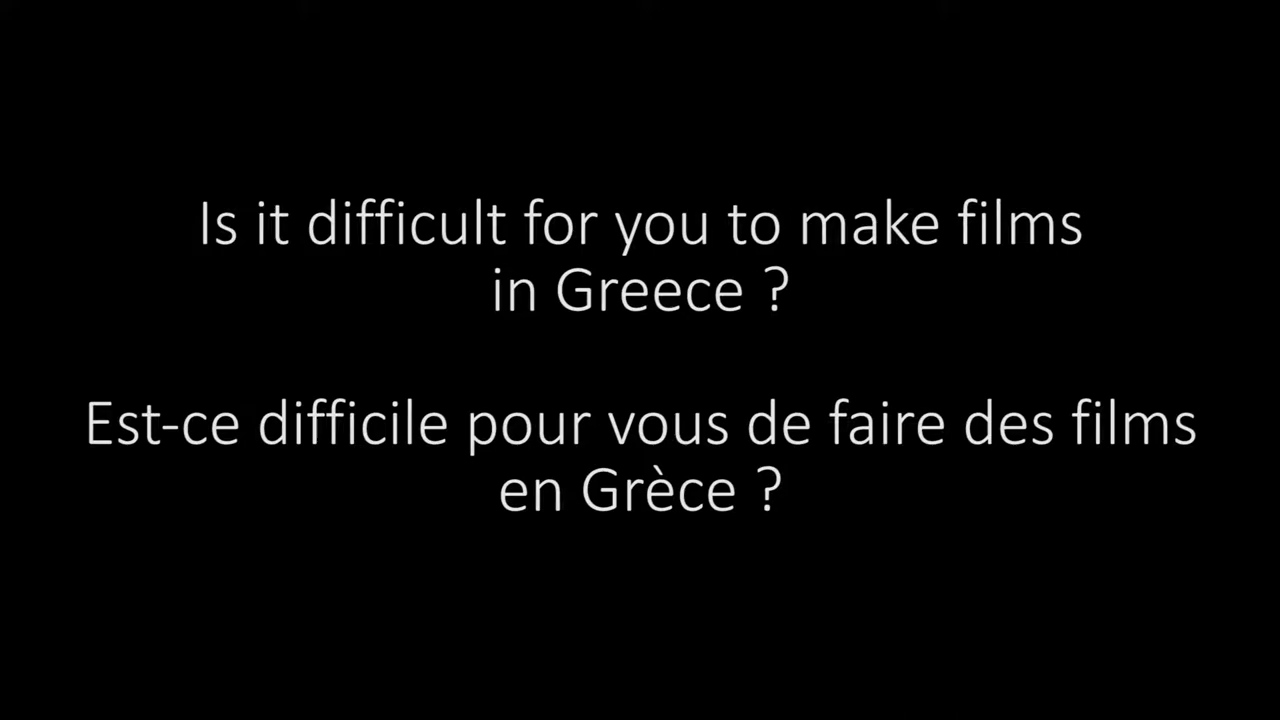 Is it difficult for you to make films
in Greece ?
Est-ce difficile pour vous de faire des films
en Grèce ?